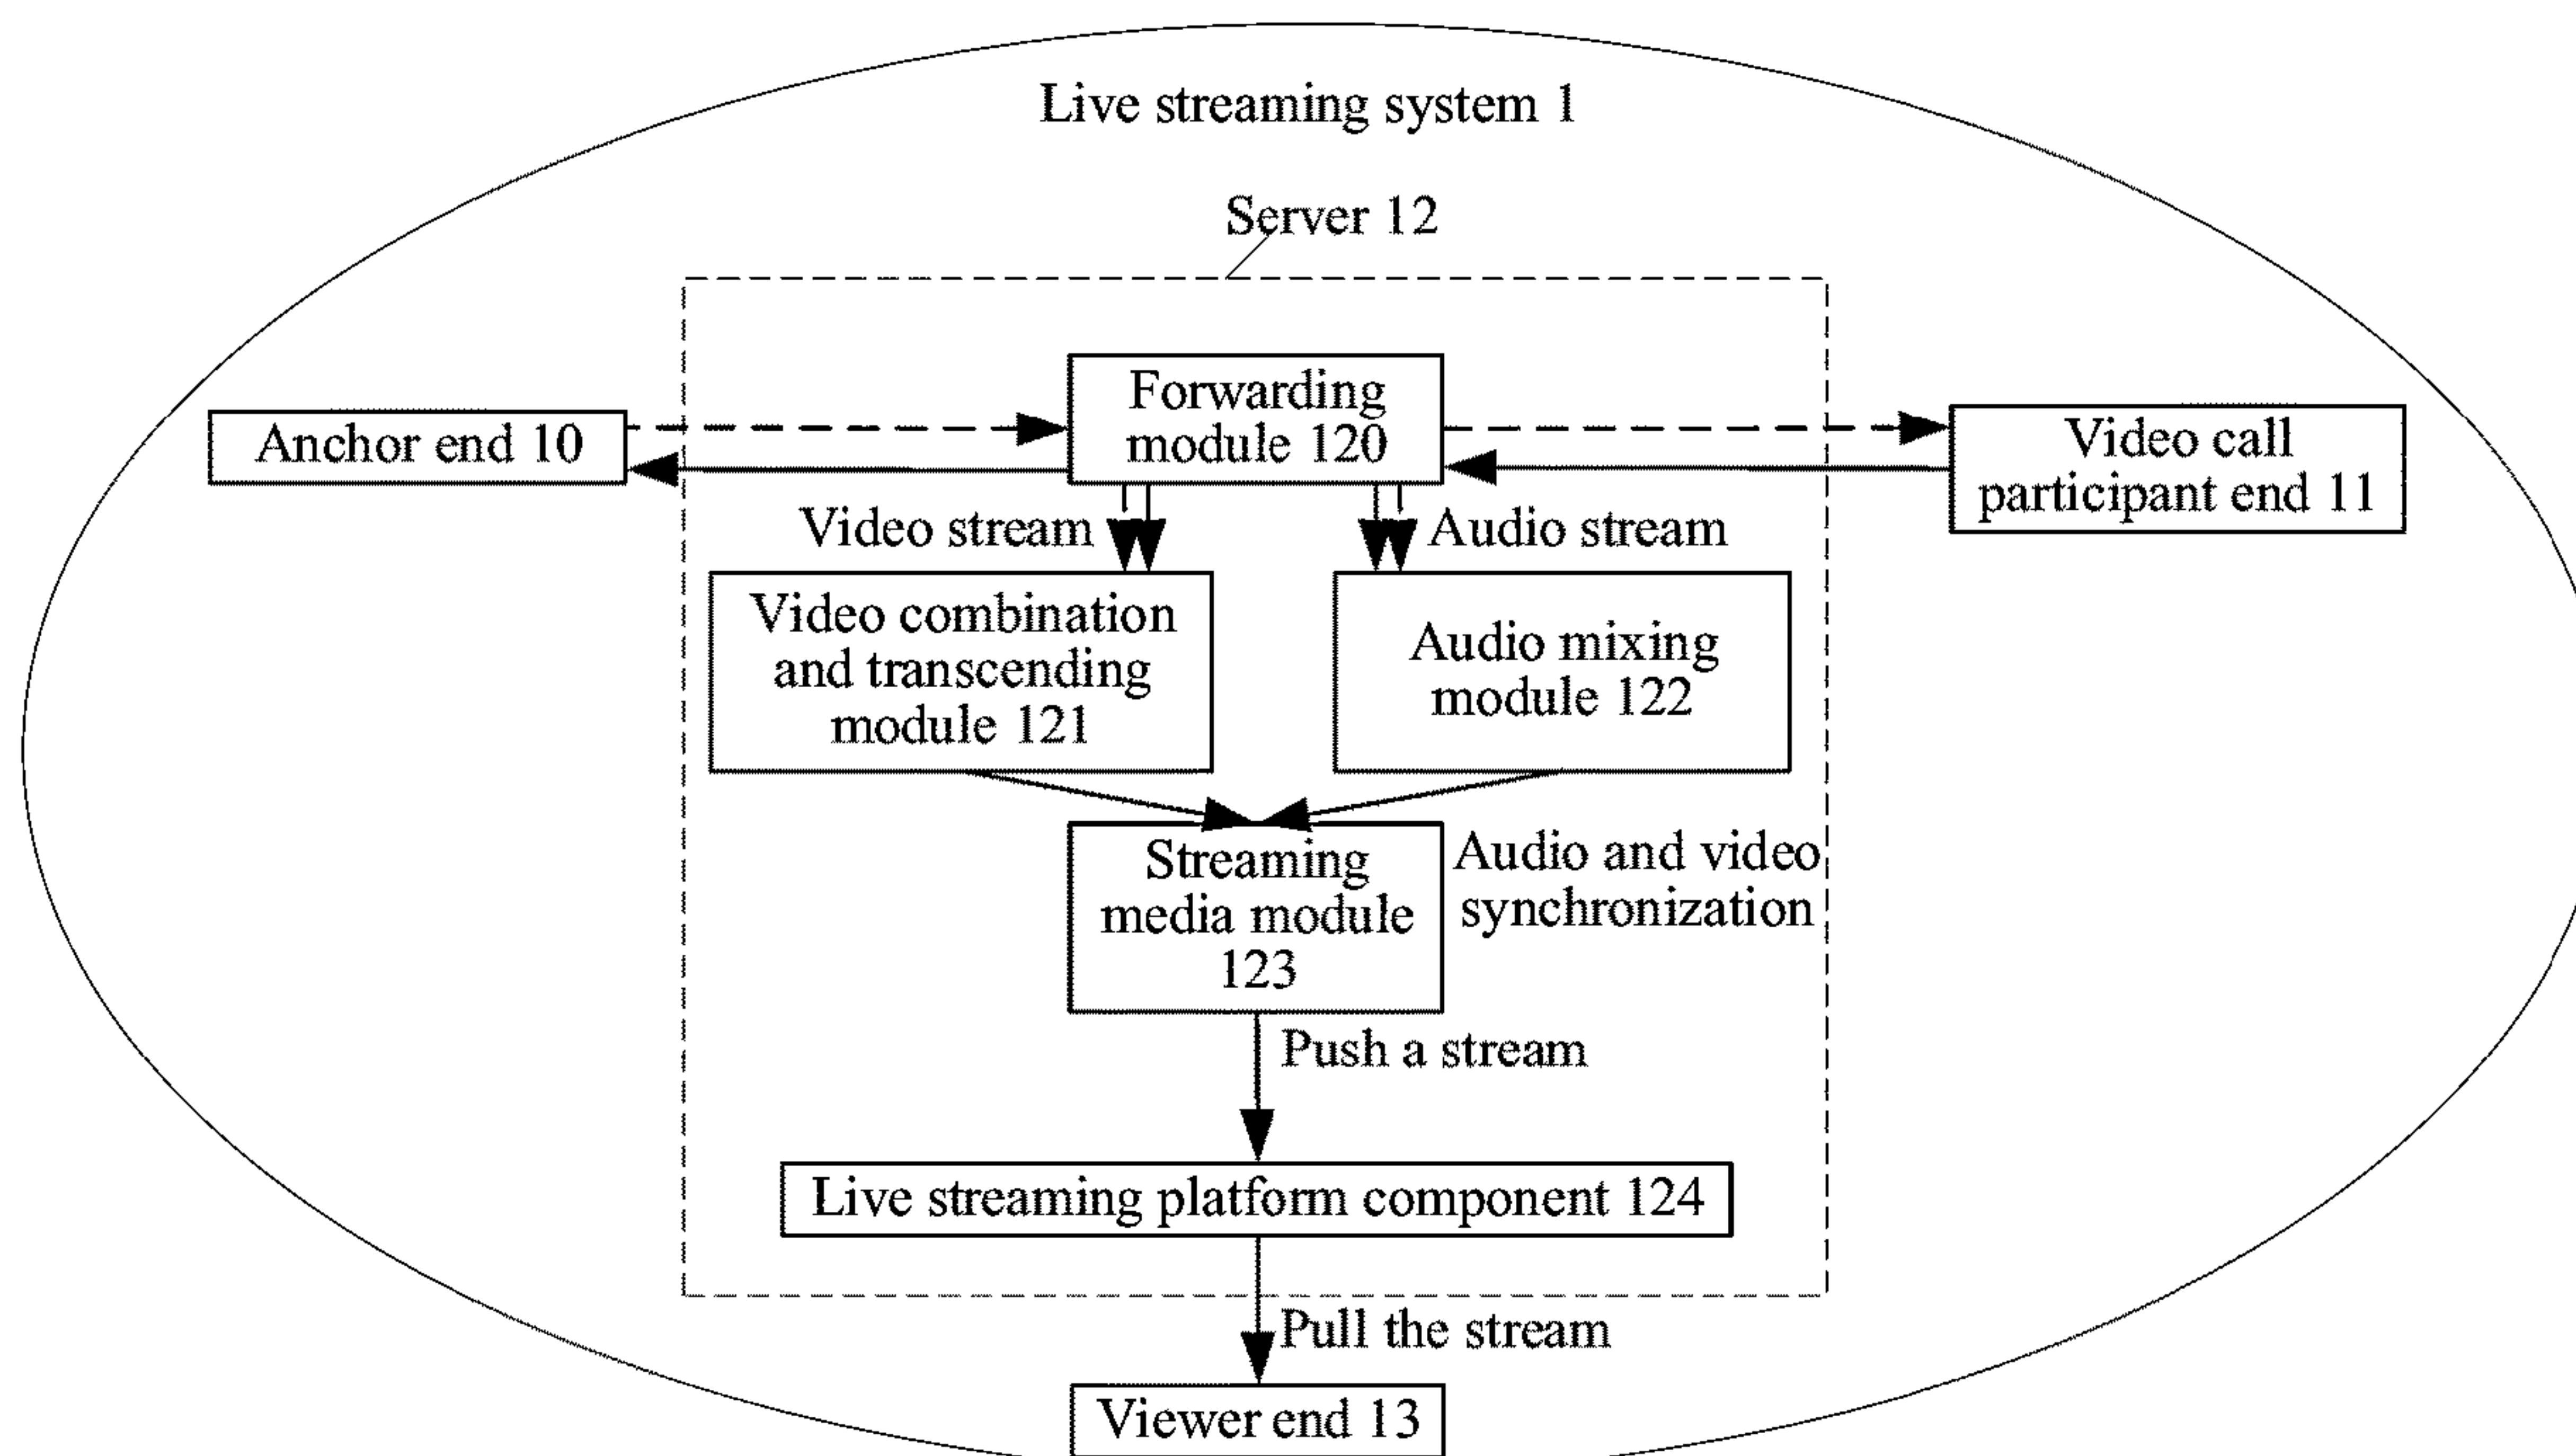 Live streaming system 1
Server 12
Forwarding
module 120
Anchor end 10
Video call
participant end 11
Video stream
Audio stream
Video combination
and transcending
module 121
Audio mixing
module 122
Streaming
media module
123
Audio and video
synchronization
Push a stream
Live streaming platform component 124
Pull the stream
Viewer end 13